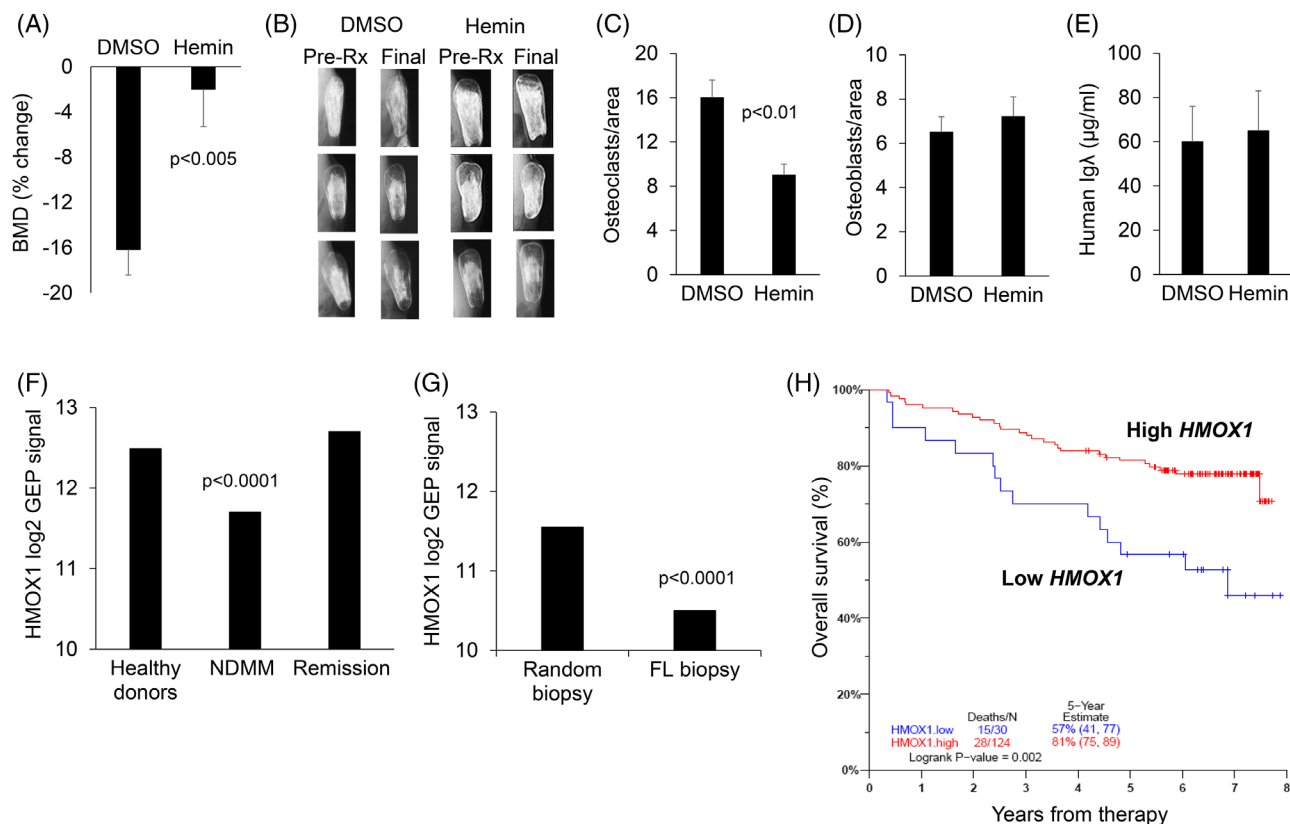 (A)
DMSO Hemin
0
-4
-8
-12
-16
-20
BMD (% change)
p<0.005
(B)
DMSO Hemin
Pre-Rx Final Pre-Rx Final
(C)
20
16
12
8
4
0
Osteoclasts/area
p<0.01
DMSO Hemin
(D)
8
6
4
2
0
Osteoblasts/area
DMSO Hemin
(E)
100
80
60
40
20
0
Human Igλ (µg/ml)
DMSO Hemin
(F)
13
12
11
10
HMOX1 log2 GEP signal
p<0.0001
Healthy donors
NDMM
Remission
(G)
13
12
11
10
HMOX1 log2 GEP signal
p<0.0001
Random biopsy
FL biopsy
(H)
100%
80%
60%
40%
20%
0%
Overall survival (%)
High HMOX1
Low HMOX1
5-Year
Deaths/N Estimate
HMOX1.low 15/30 57% (41, 77)
HMOX1.high 28/124 81% (75, 89)
Logrank P-value = 0.002
0 1 2 3 4 5 6 7 8
Years from therapy